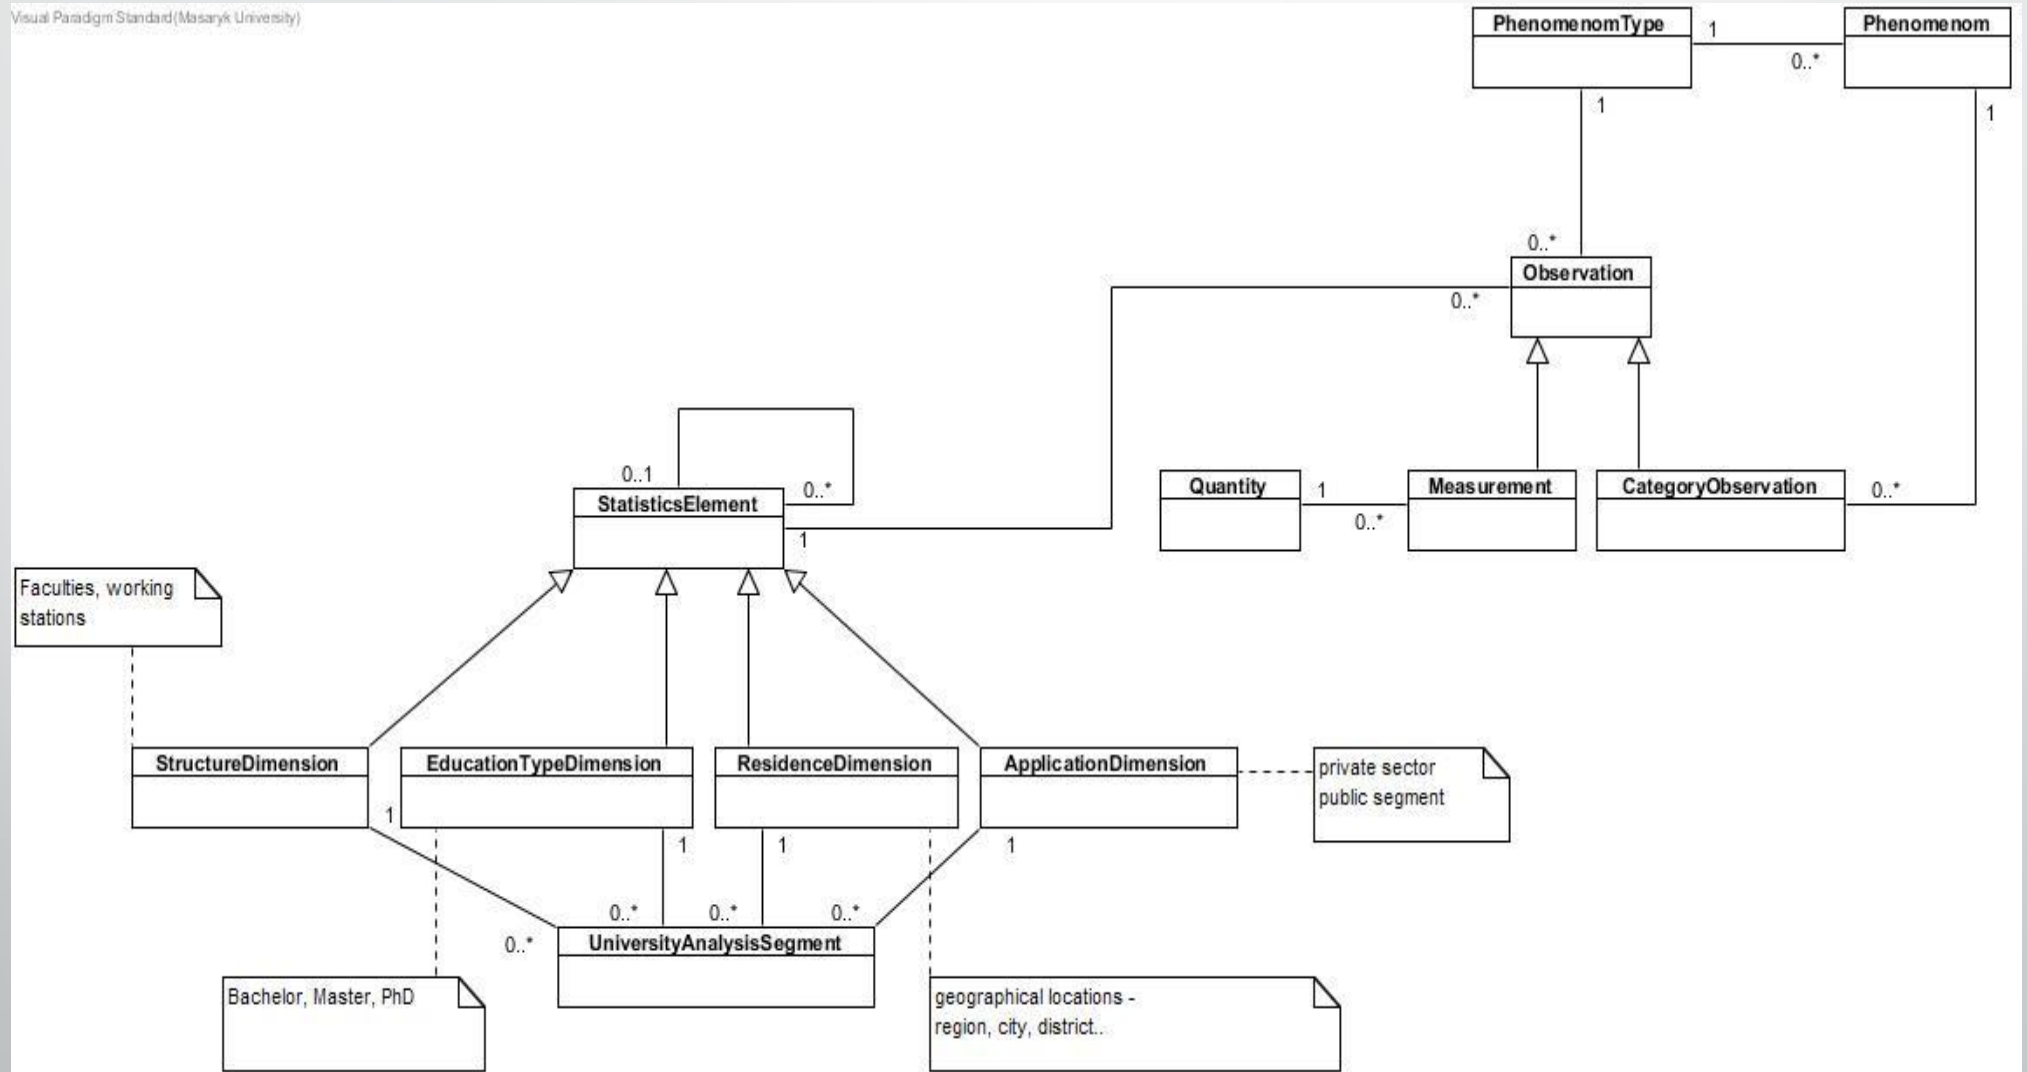 Visual Paradigm Standard(Masaryk University)
PhenomenomType
1
0..*
Phenomenom
1
1
0..*
Observation
0..*
0..1
0..*
StatisticsElement
1
Quantity
1
0..*
Measurement
CategoryObservation
0..*
Faculties, working
stations
StructureDimension
EducationTypeDimension
ResidenceDimension
ApplicationDimension
private sector
public segment
1
1
1
1
0..*
0..*
0..*
0..*
UniversityAnalysisSegment
Bachelor, Master, PhD
geographical locations -
region, city, district..